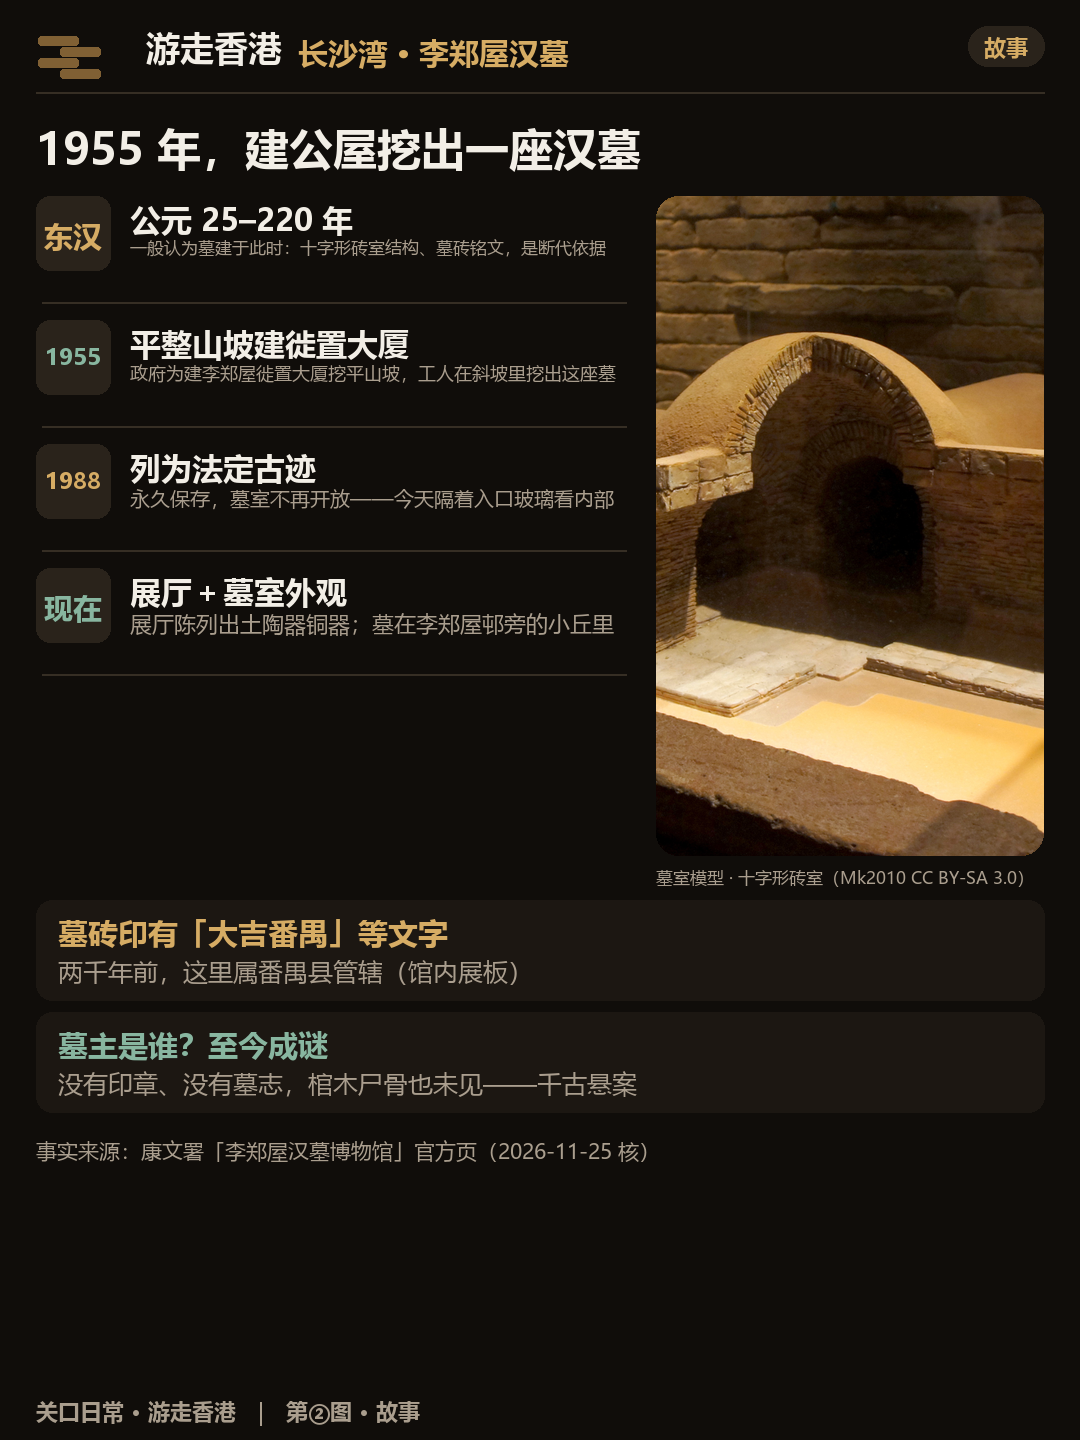 游走香港 长沙湾·李郑屋汉墓
故事
1955 年，建公屋挖出一座汉墓
东汉
公元 25–220 年
一般认为墓建于此时：十字形砖室结构、墓砖铭文，是断代依据
1955
平整山坡建徙置大厦
政府为建李郑屋徙置大厦挖平山坡，工人在斜坡里挖出这座墓
1988
列为法定古迹
永久保存，墓室不再开放——今天隔着入口玻璃看内部
现在
展厅 + 墓室外观
展厅陈列出土陶器铜器；墓在李郑屋邨旁的小丘里
墓室模型 · 十字形砖室（Mk2010 CC BY-SA 3.0）
墓砖印有「大吉番禺」等文字
两千年前，这里属番禺县管辖（馆内展板）
墓主是谁？至今成谜
没有印章、没有墓志，棺木尸骨也未见——千古悬案
事实来源：康文署「李郑屋汉墓博物馆」官方页（2026-11-25 核）
关口日常·游走香港 ｜ 第②图·故事